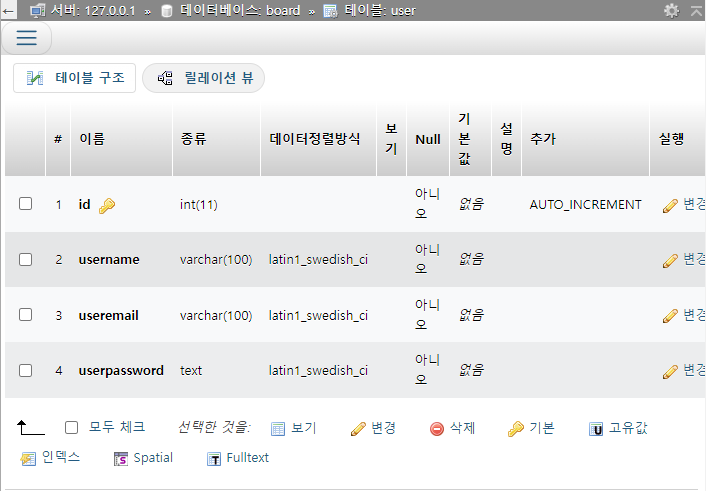 ← 서버: 127.0.0.1 » 데이터베이스: board » 테이블: user
테이블 구조 릴레이션 뷰
# 이름 종류 데이터정렬방식 보기 Null 기본값 설명 추가 실행
1 id int(11) 아니오 없음 AUTO_INCREMENT 변경
2 username varchar(100) latin1_swedish_ci 아니오 없음 변경
3 useremail varchar(100) latin1_swedish_ci 아니오 없음 변경
4 userpassword text latin1_swedish_ci 아니오 없음 변경
모두 체크 선택한 것을: 보기 변경 삭제 기본 U 고유값
인덱스 S Spatial T Fulltext